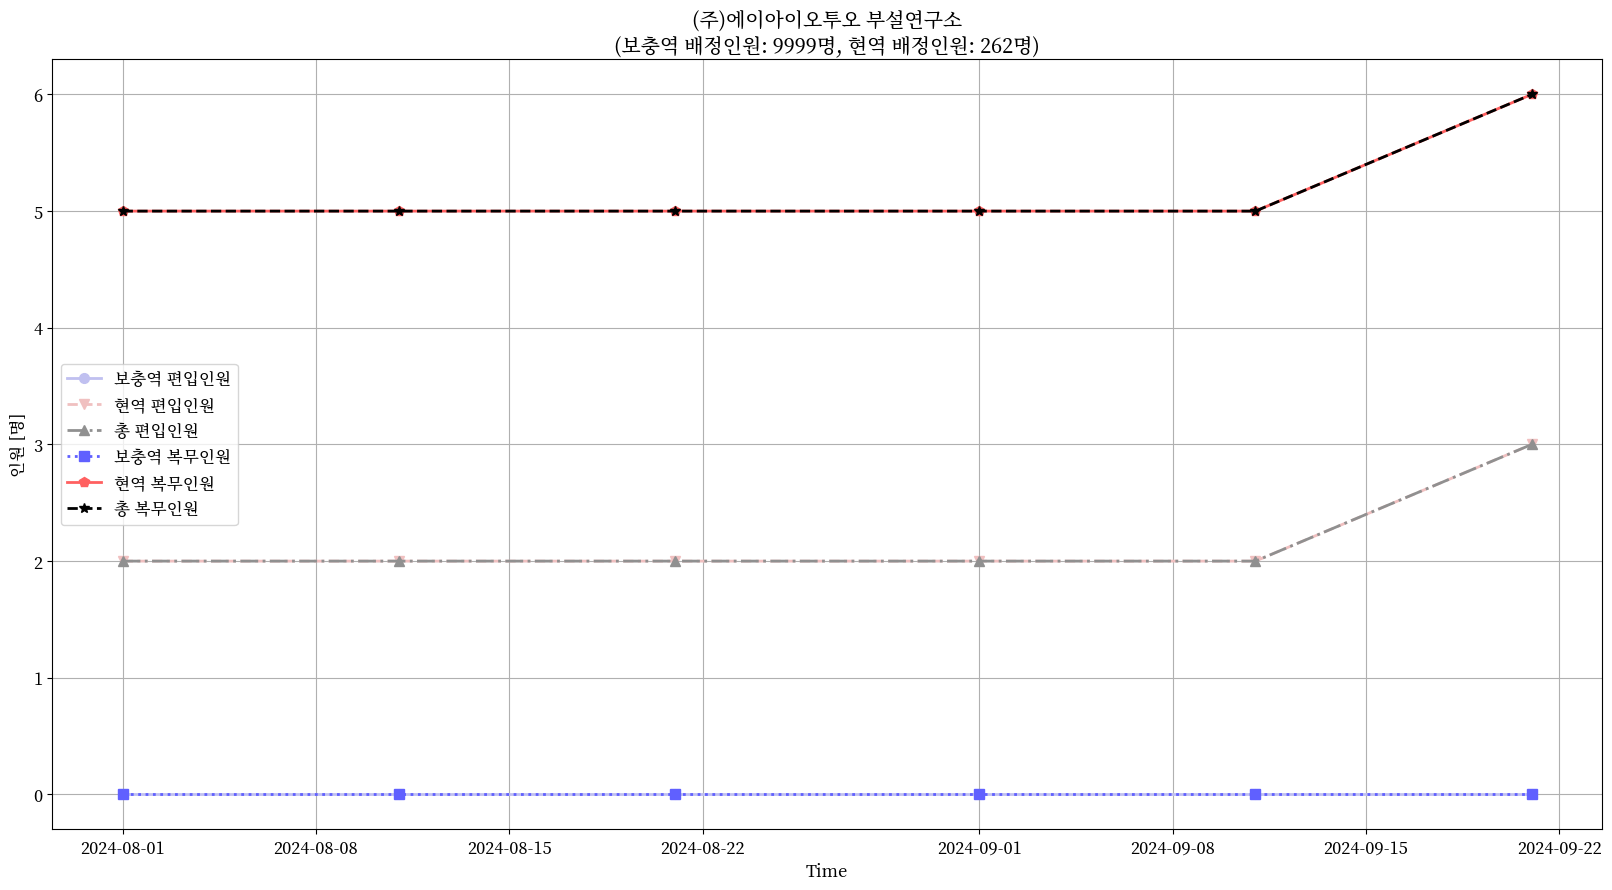 (주)에이아이오투오 부설연구소
(보충역 배정인원: 9999명, 현역 배정인원: 262명)
6
5
4
3
2
1
0
인원 [명]
보충역 편입인원
현역 편입인원
총 편입인원
보충역 복무인원
현역 복무인원
총 복무인원
2024-08-01 2024-08-08 2024-08-15 2024-08-22 2024-09-01 2024-09-08 2024-09-15 2024-09-22
Time